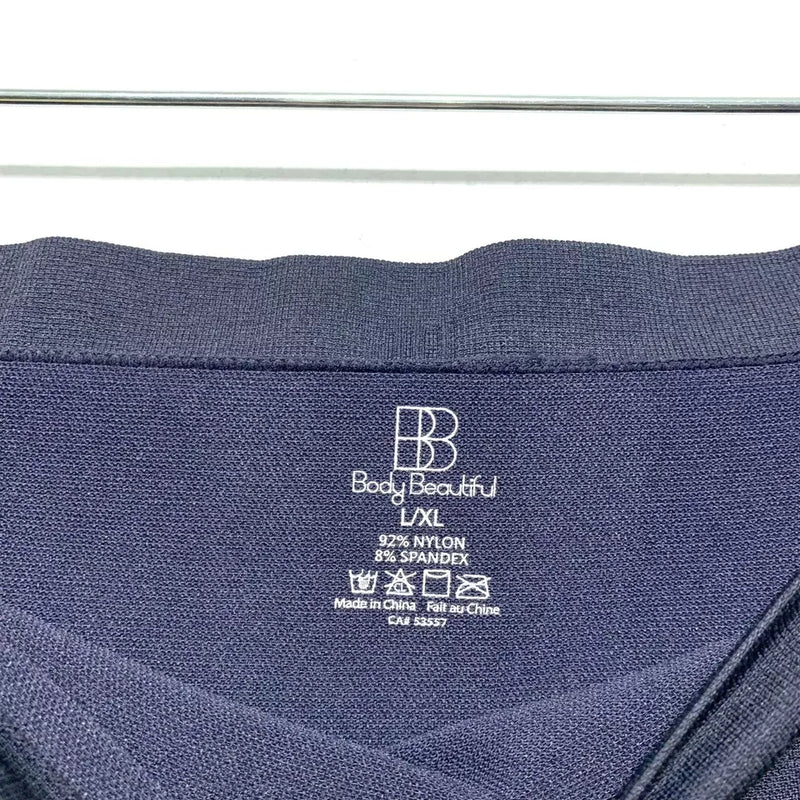 BB
Body Beautiful
L/XL
92% NYLON
8% SPANDEX
Made in China Fait au Chine
CA# 53557